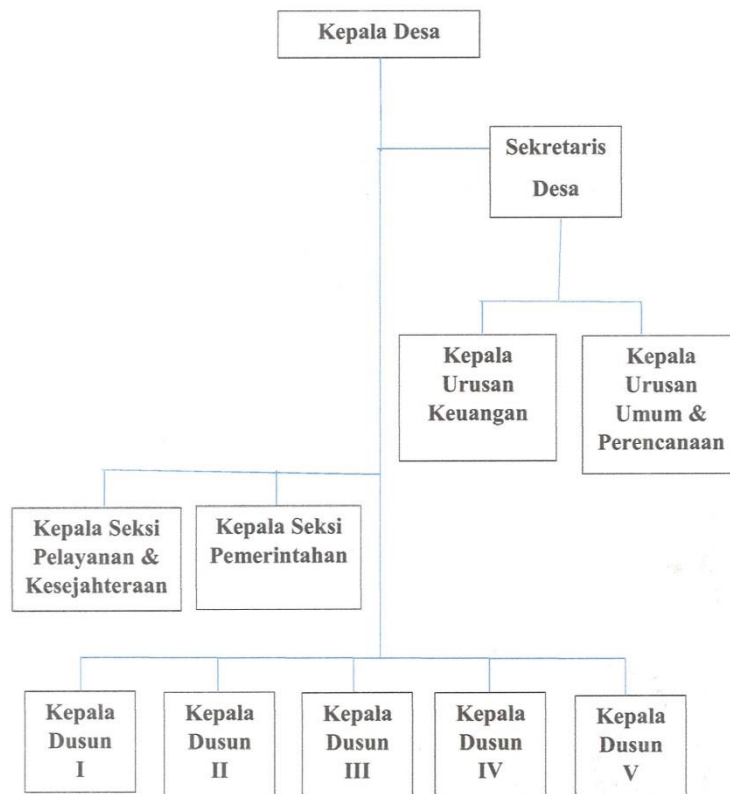 Kepala Desa
Sekretaris
Desa
Kepala
Urusan
Keuangan
Kepala
Urusan
Umum &
Perencanaan
Kepala Seksi
Pelayanan &
Kesejahteraan
Kepala Seksi
Pemerintahan
Kepala
Dusun
I
Kepala
Dusun
II
Kepala
Dusun
III
Kepala
Dusun
IV
Kepala
Dusun
V